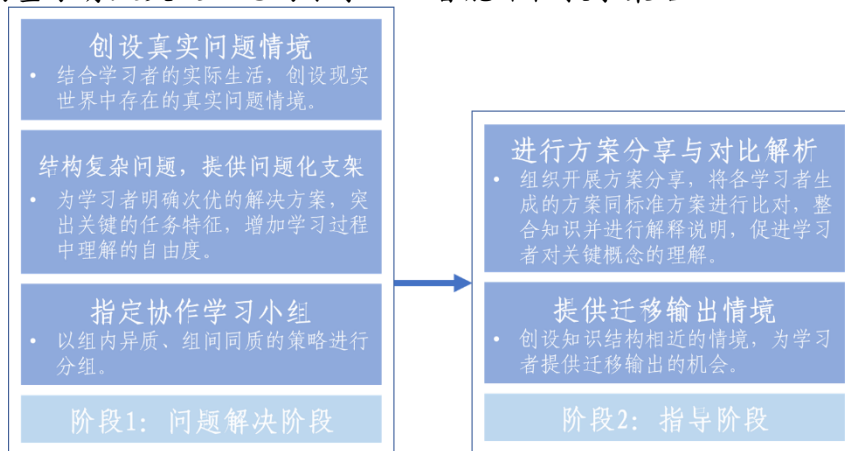 创设真实问题情境
• 结合学习者的实际生活，创设现实
世界中存在的真实问题情境。
结构复杂问题，提供问题化支架
• 为学习者明确次优的解决方案，突
出关键的任务特征，增加学习过程
中理解的自由度。
指定协作学习小组
• 以组内异质、组间同质的策略进行
分组。
阶段1：问题解决阶段
进行方案分享与对比解析
• 组织开展方案分享，将各学习者生
成的方案同标准方案进行比对，整
合知识并进行解释说明，促进学习
者对关键概念的理解。
提供迁移输出情境
• 创设知识结构相近的情境，为学习
者提供迁移输出的机会。
阶段2：指导阶段